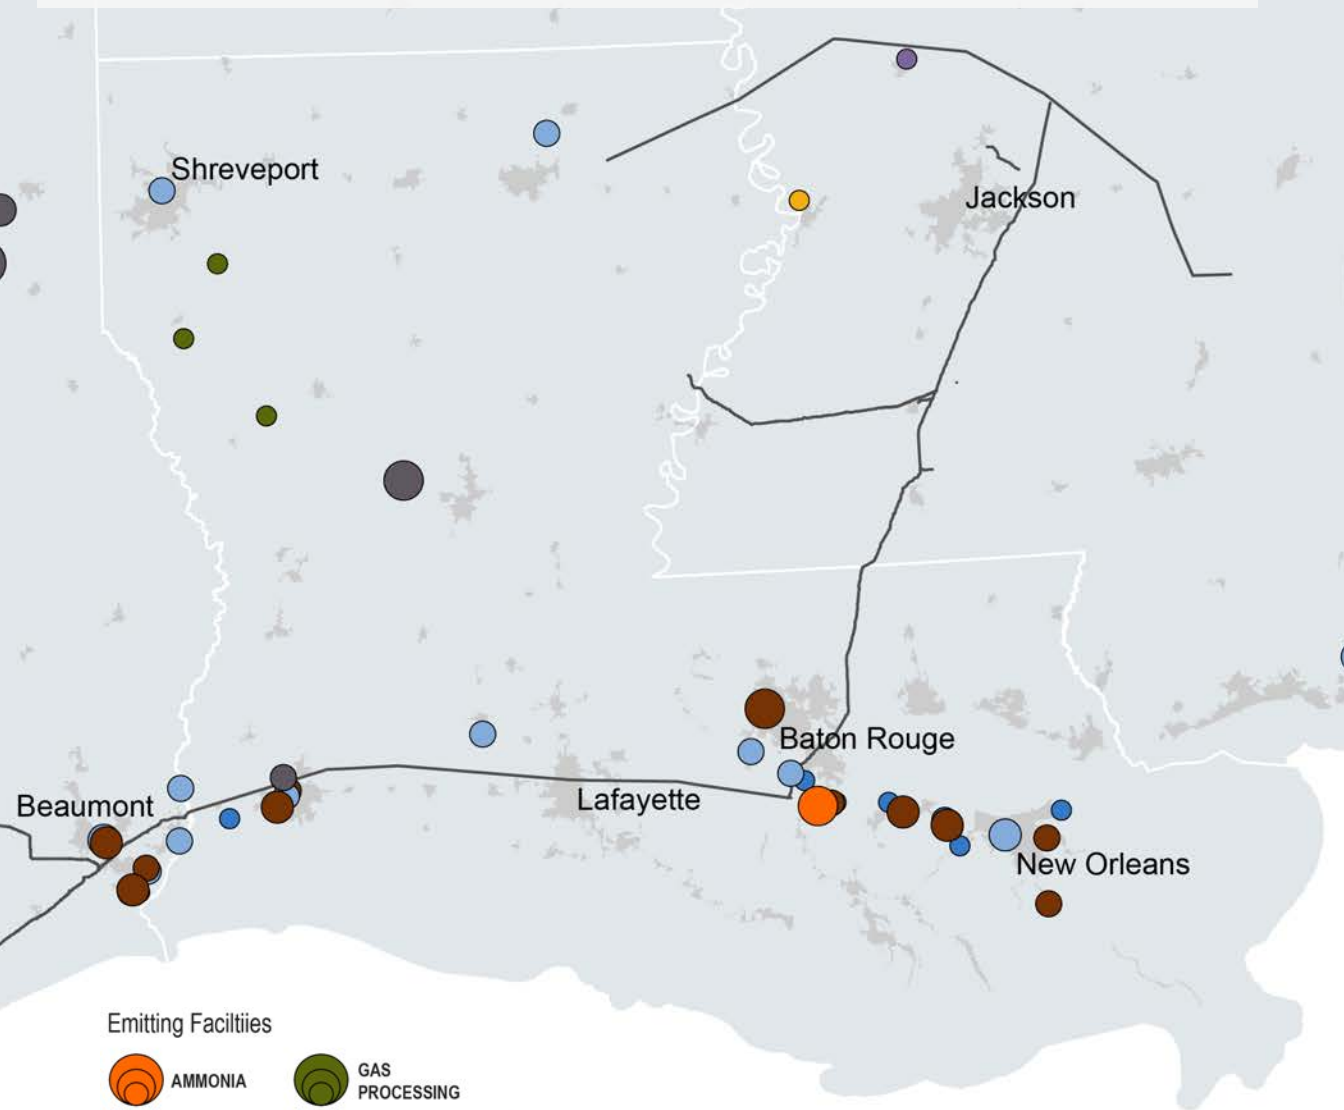 Shreveport
Jackson
Baton Rouge
Beaumont
Lafayette
New Orleans
Emitting Faciltiies
AMMONIA
GAS
PROCESSING